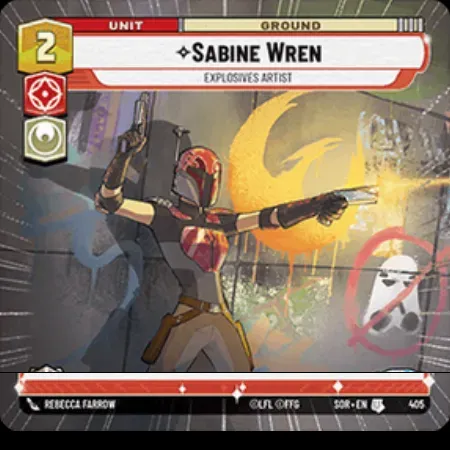 2
UNIT GROUND
SABINE WREN
EXPLOSIVES ARTIST
REBECCA FARROW ©LFL ©FFG SOR • EN 405